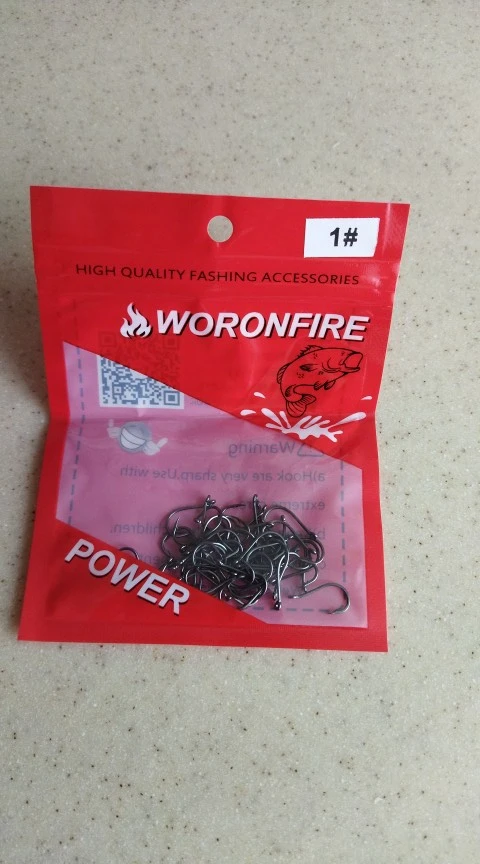 1#
HIGH QUALITY FASHING ACCESSORIES
WORONFIRE
Warning
a)Hook are very sharp.Use with
POWER